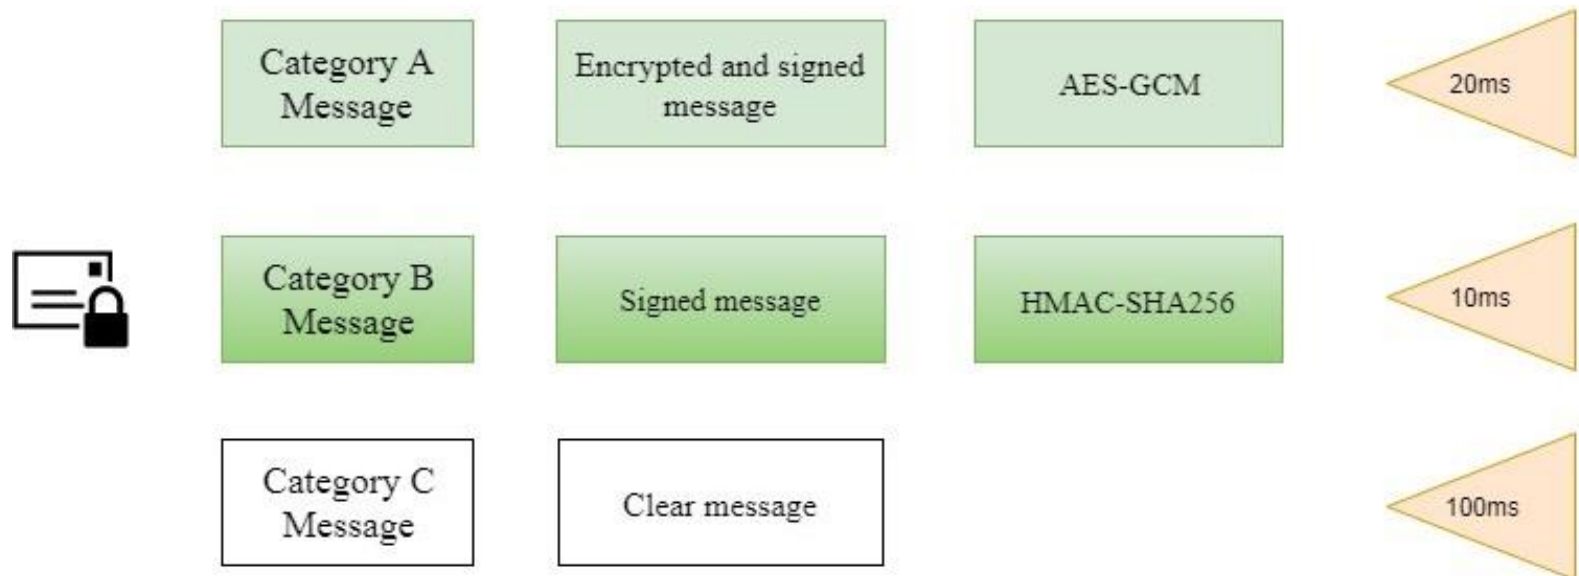 Category A
Message
Encrypted and signed
message
AES-GCM
20ms
Category B
Message
Signed message
HMAC-SHA256
10ms
Category C
Message
Clear message
100ms